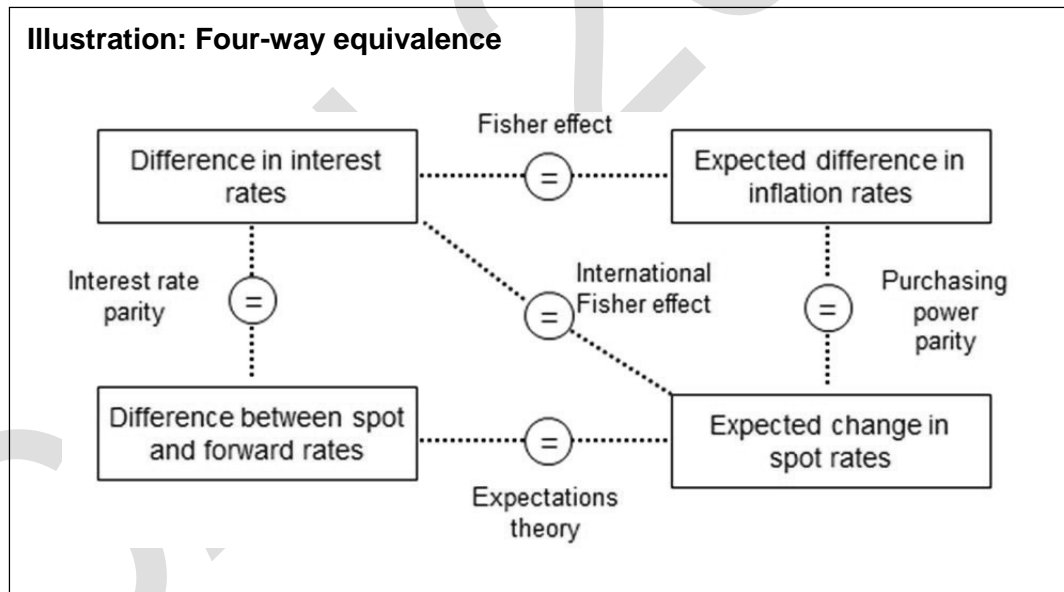 Illustration: Four-way equivalence
Fisher effect
Difference in interest
rates
=
Expected difference in
inflation rates
Interest rate
parity
=
International
Fisher effect
=
Purchasing
power
parity
=
Difference between spot
and forward rates
=
Expected change in
spot rates
Expectations
theory